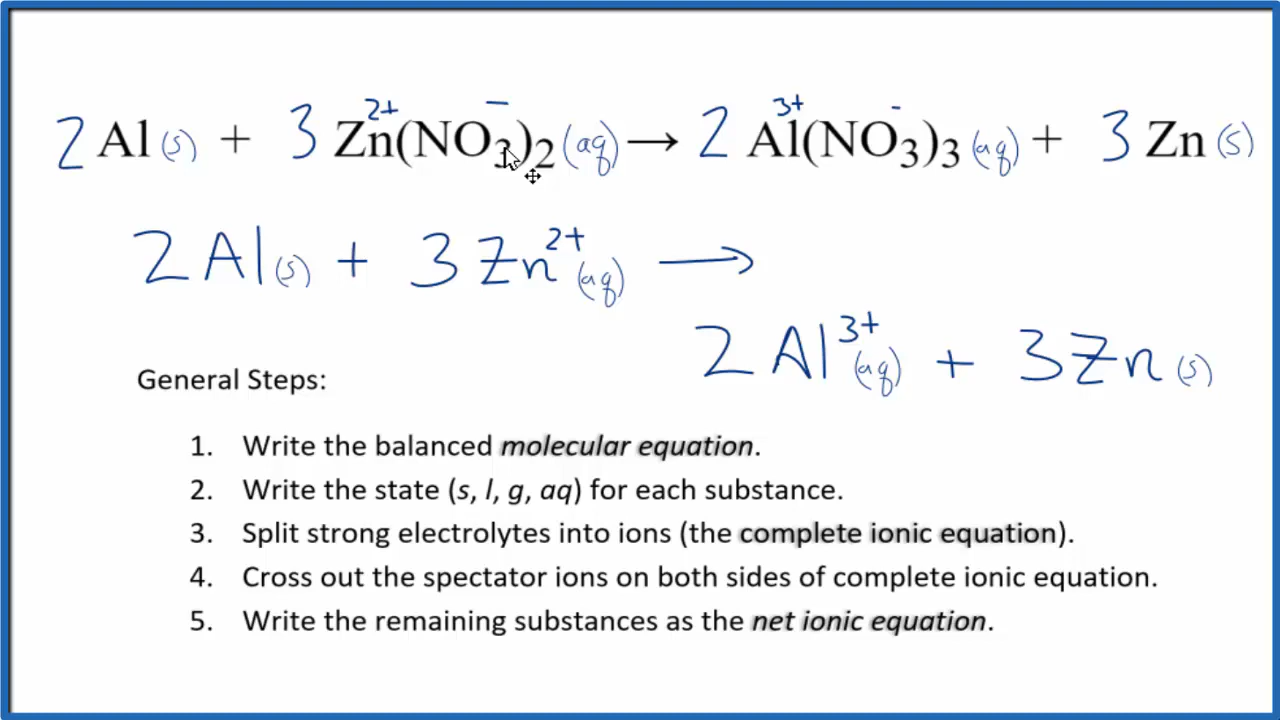 2 Al (s) + 3 Zn²⁺(NO₃)⁻₂ (aq) → 2 Al³⁺(NO₃)⁻₃ (aq) + 3 Zn (s)
2 Al (s) + 3 Zn²⁺ (aq) →
2 Al³⁺ (aq) + 3 Zn (s)
General Steps:
1. Write the balanced molecular equation.
2. Write the state (s, l, g, aq) for each substance.
3. Split strong electrolytes into ions (the complete ionic equation).
4. Cross out the spectator ions on both sides of complete ionic equation.
5. Write the remaining substances as the net ionic equation.